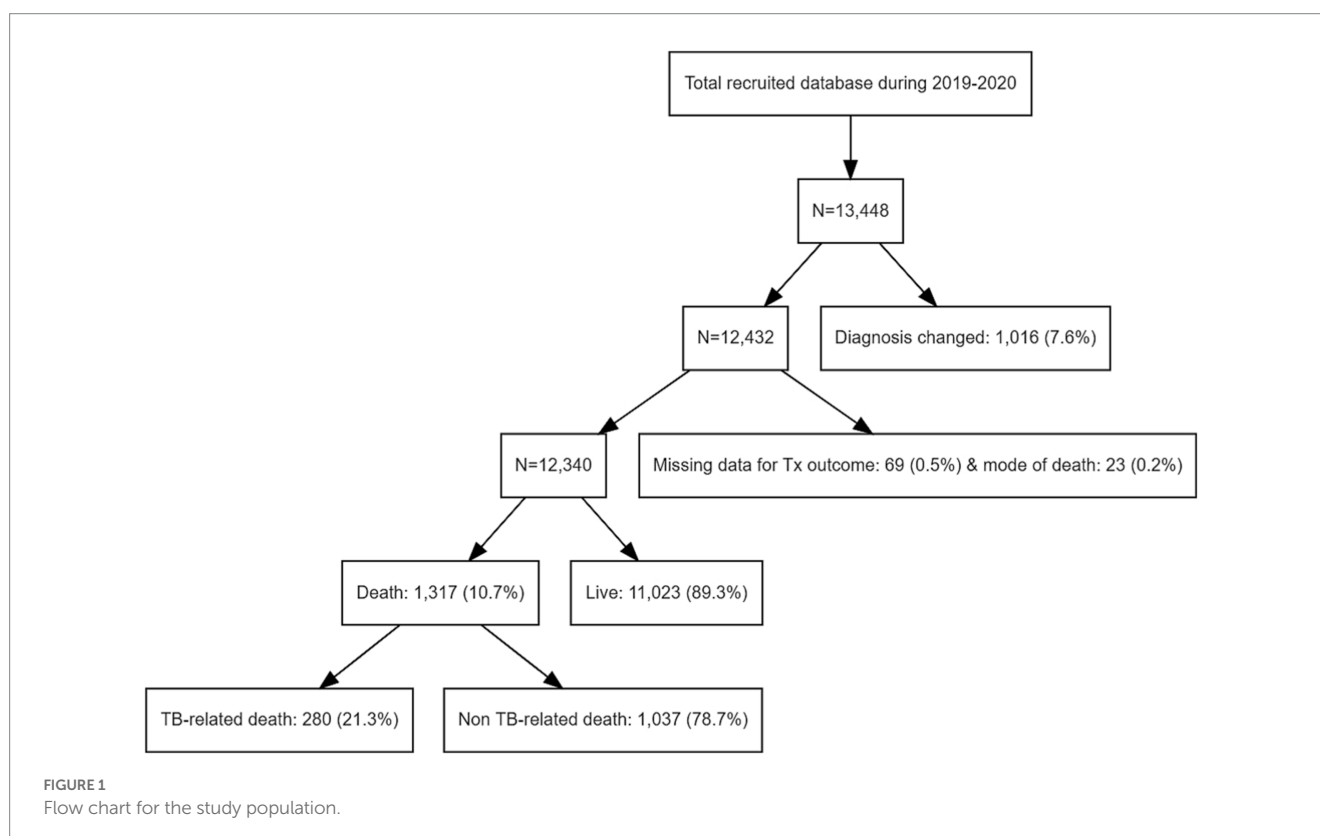 Total recruited database during 2019-2020
N=13,448
N=12,432
Diagnosis changed: 1,016 (7.6%)
N=12,340
Missing data for Tx outcome: 69 (0.5%) & mode of death: 23 (0.2%)
Death: 1,317 (10.7%)
Live: 11,023 (89.3%)
TB-related death: 280 (21.3%)
Non TB-related death: 1,037 (78.7%)
FIGURE 1
Flow chart for the study population.